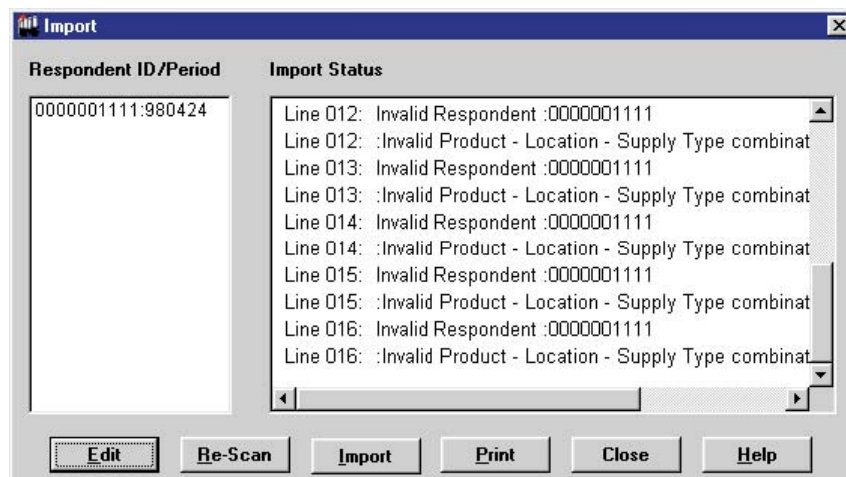 Import
Respondent ID/Period
Import Status
0000001111:980424
Line 012: Invalid Respondent :0000001111
Line 012: :Invalid Product - Location - Supply Type combinat
Line 013: Invalid Respondent :0000001111
Line 013: :Invalid Product - Location - Supply Type combinat
Line 014: Invalid Respondent :0000001111
Line 014: :Invalid Product - Location - Supply Type combinat
Line 015: Invalid Respondent :0000001111
Line 015: :Invalid Product - Location - Supply Type combinat
Line 016: Invalid Respondent :0000001111
Line 016: :Invalid Product - Location - Supply Type combinat
Edit Re-Scan Import Print Close Help